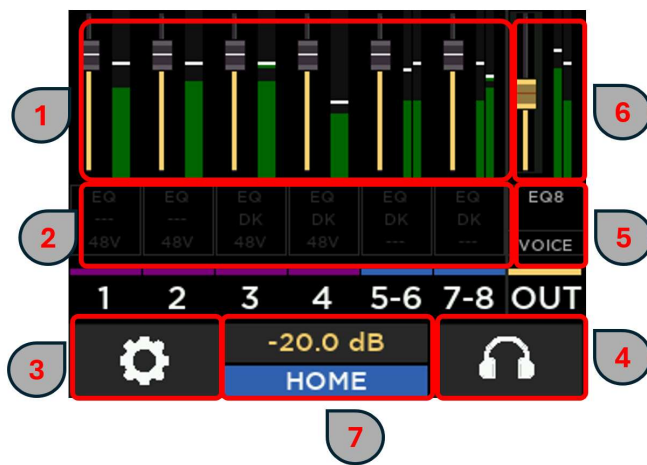 1
6
EQ EQ EQ EQ EQ EQ EQ8
--- --- DK DK DK DK
48V 48V 48V 48V --- --- VOICE
2
5
1 2 3 4 5-6 7-8 OUT
-20.0 dB
HOME
3
4
7